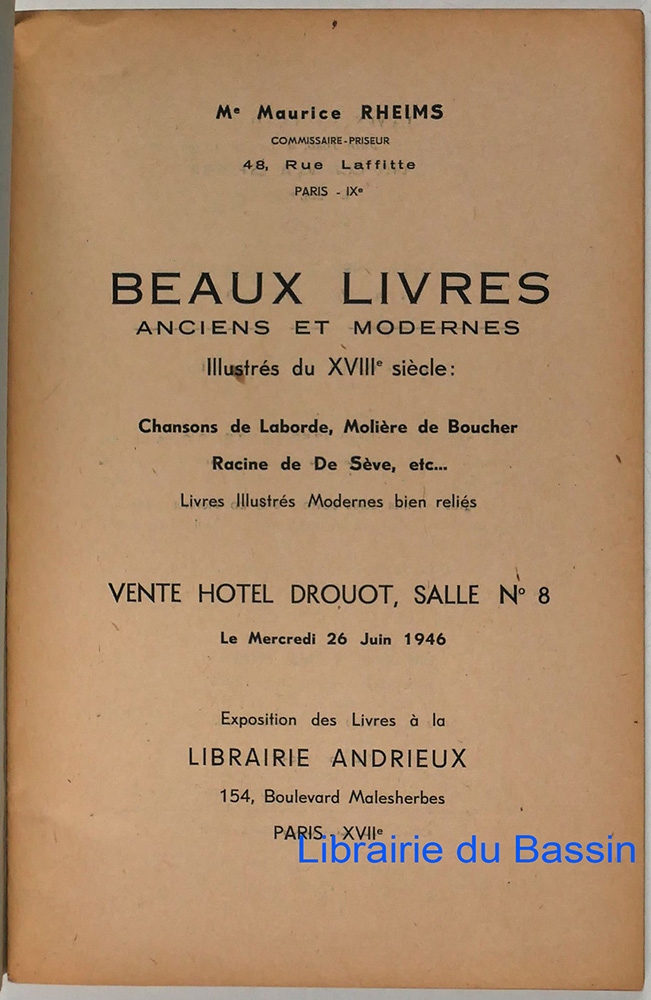 Mᵉ Maurice RHEIMS
COMMISSAIRE-PRISEUR
48, Rue Laffitte
PARIS - IXᵉ
BEAUX LIVRES
ANCIENS ET MODERNES
Illustrés du XVIIIᵉ siècle :
Chansons de Laborde, Molière de Boucher
Racine de De Sève, etc...
Livres Illustrés Modernes bien reliés
VENTE HOTEL DROUOT, SALLE Nº 8
Le Mercredi 26 Juin 1946
Exposition des Livres à la
LIBRAIRIE ANDRIEUX
154, Boulevard Malesherbes
PARIS - XVIIᵉ
Librairie du Bassin